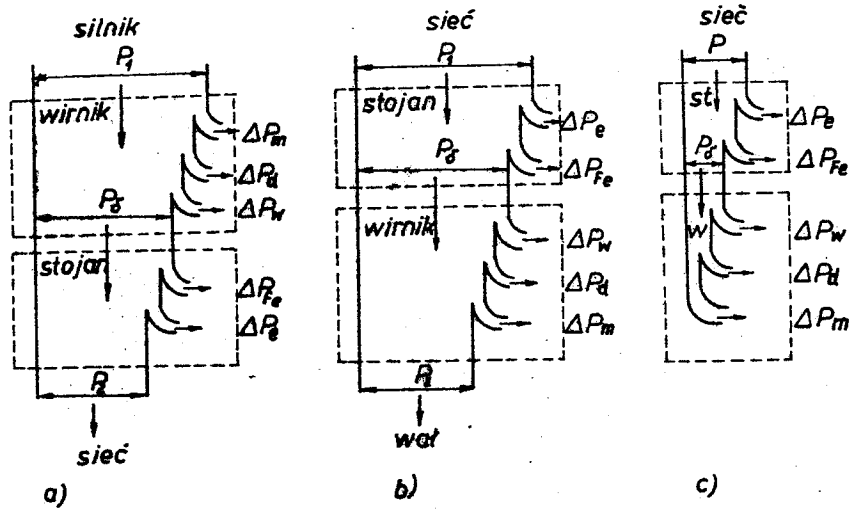 silnik
P1
wirnik
ΔPm
ΔPd
Pδ
ΔPw
stojan
ΔPFe
ΔPe
P2
sieć
a)
sieć
P1
stojan
ΔPe
Pδ
ΔPFe
wirnik
ΔPw
ΔPd
ΔPm
P2
wał
b)
sieč
P
st.
ΔPe
Pδ
ΔPFe
w
ΔPw
ΔPd
ΔPm
c)